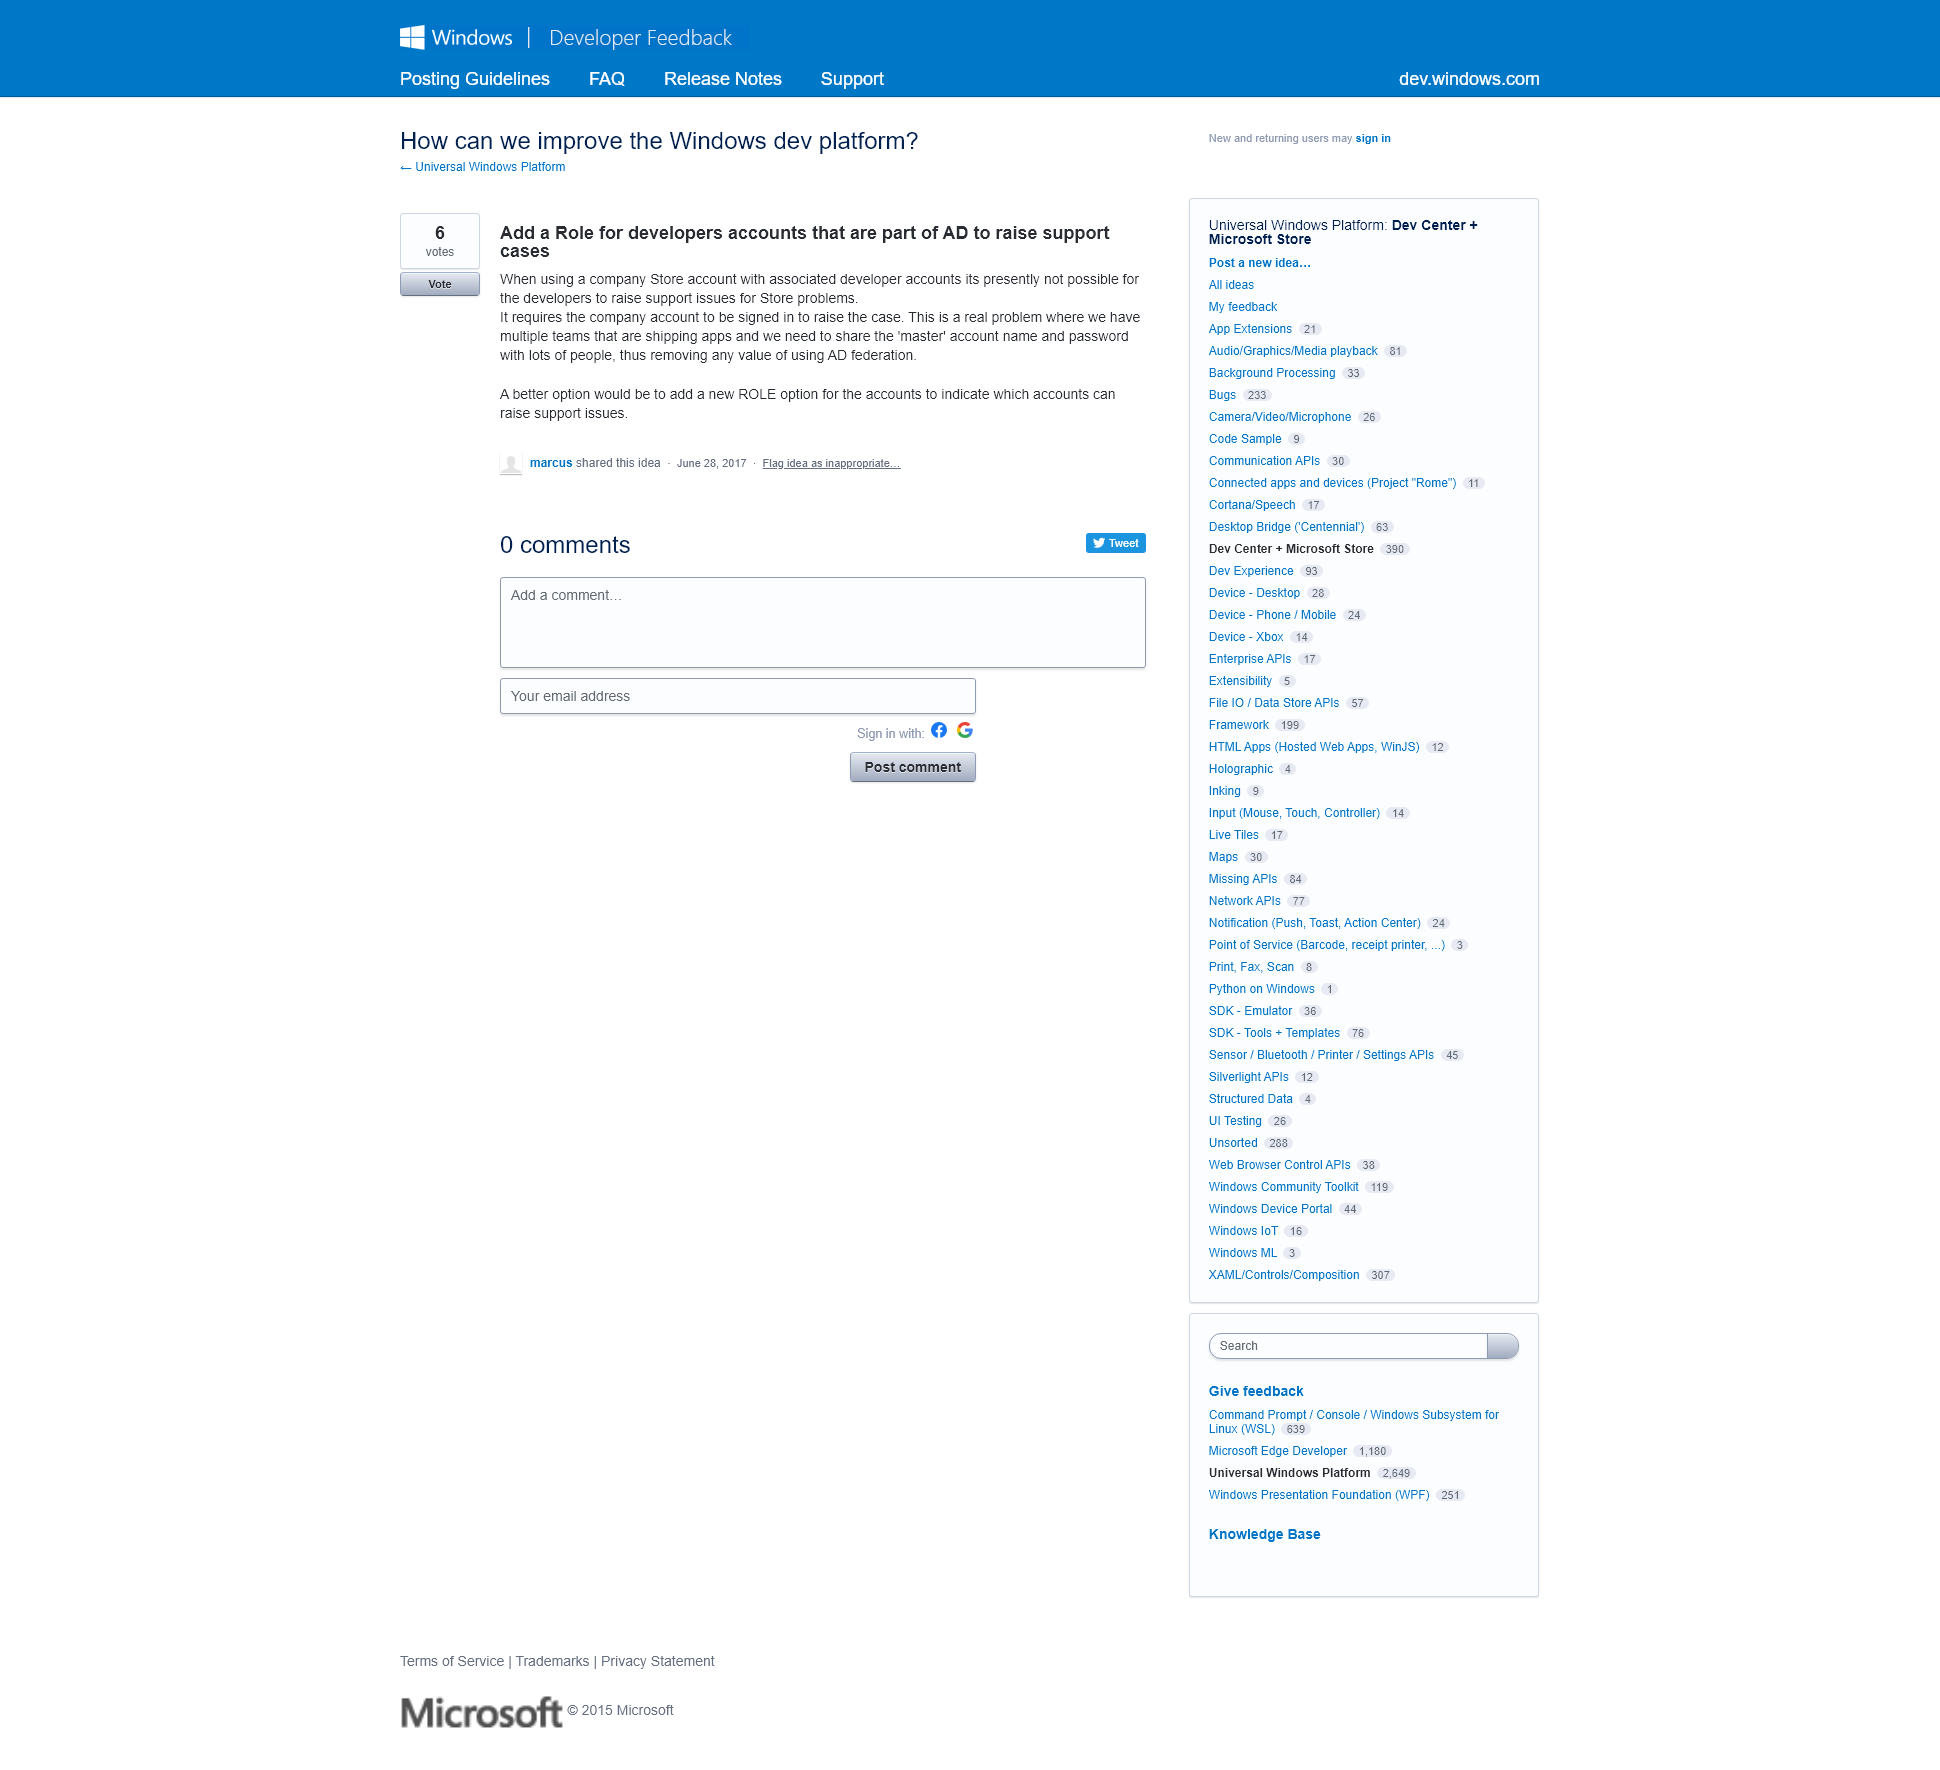 Windows | Developer Feedback
Posting Guidelines FAQ Release Notes Support dev.windows.com
How can we improve the Windows dev platform?
← Universal Windows Platform
New and returning users may sign in
6
votes
Vote
Add a Role for developers accounts that are part of AD to raise support
cases
When using a company Store account with associated developer accounts its presently not possible for
the developers to raise support issues for Store problems.
It requires the company account to be signed in to raise the case. This is a real problem where we have
multiple teams that are shipping apps and we need to share the 'master' account name and password
with lots of people, thus removing any value of using AD federation.
A better option would be to add a new ROLE option for the accounts to indicate which accounts can
raise support issues.
marcus shared this idea · June 28, 2017 · Flag idea as inappropriate…
0 comments
Tweet
Add a comment…
Your email address
Sign in with:
Post comment
Universal Windows Platform: Dev Center +
Microsoft Store
Post a new idea…
All ideas
My feedback
App Extensions 21
Audio/Graphics/Media playback 81
Background Processing 33
Bugs 233
Camera/Video/Microphone 26
Code Sample 9
Communication APIs 30
Connected apps and devices (Project "Rome") 11
Cortana/Speech 17
Desktop Bridge ('Centennial') 63
Dev Center + Microsoft Store 390
Dev Experience 93
Device - Desktop 28
Device - Phone / Mobile 24
Device - Xbox 14
Enterprise APIs 17
Extensibility 5
File IO / Data Store APIs 57
Framework 199
HTML Apps (Hosted Web Apps, WinJS) 12
Holographic 4
Inking 9
Input (Mouse, Touch, Controller) 14
Live Tiles 17
Maps 30
Missing APIs 84
Network APIs 77
Notification (Push, Toast, Action Center) 24
Point of Service (Barcode, receipt printer, ...) 3
Print, Fax, Scan 8
Python on Windows 1
SDK - Emulator 36
SDK - Tools + Templates 76
Sensor / Bluetooth / Printer / Settings APIs 45
Silverlight APIs 12
Structured Data 4
UI Testing 26
Unsorted 288
Web Browser Control APIs 38
Windows Community Toolkit 119
Windows Device Portal 44
Windows IoT 16
Windows ML 3
XAML/Controls/Composition 307
Search
Give feedback
Command Prompt / Console / Windows Subsystem for
Linux (WSL) 639
Microsoft Edge Developer 1,180
Universal Windows Platform 2,649
Windows Presentation Foundation (WPF) 251
Knowledge Base
Terms of Service | Trademarks | Privacy Statement
Microsoft © 2015 Microsoft